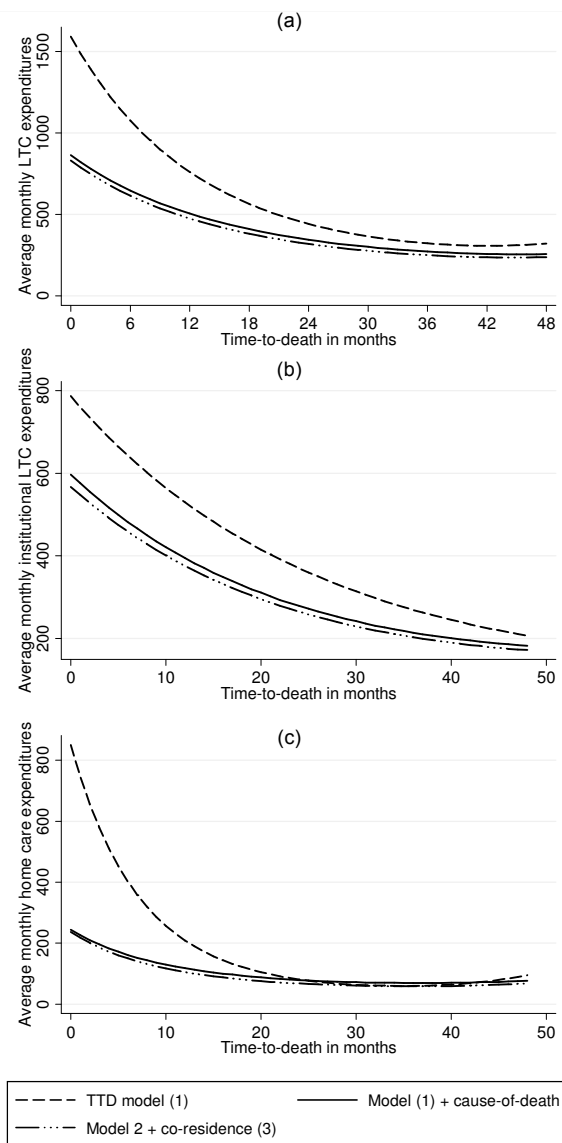 (a)
Average monthly LTC expenditures
1500
1000
500
0
0 6 12 18 24 30 36 42 48
Time-to-death in months
(b)
Average monthly institutional LTC expenditures
800
600
400
200
0 10 20 30 40 50
Time-to-death in months
(c)
Average monthly home care expenditures
800
600
400
200
0
0 10 20 30 40 50
Time-to-death in months
TTD model (1)
Model (1) + cause-of-death
Model 2 + co-residence (3)